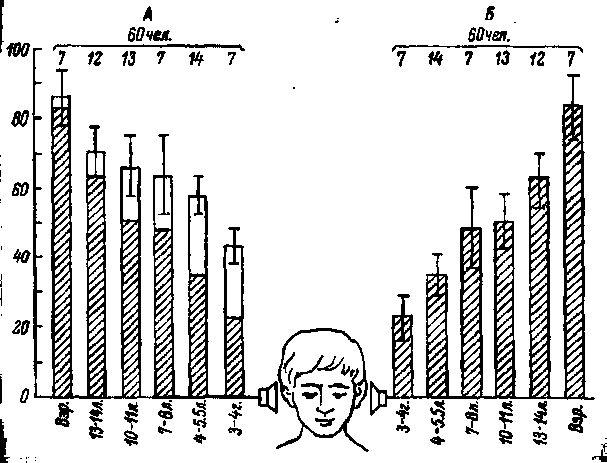 А
60 чел.
7 12 13 7 14 7
Б
60 чел.
7 14 7 13 12 7
100
80
60
40
20
0
Взр.
13-14л.
10-11л.
7-8л.
4-5,5л.
3-4г.
3-4г.
4-5,5л.
7-8л.
10-11л.
13-14л.
Взр.